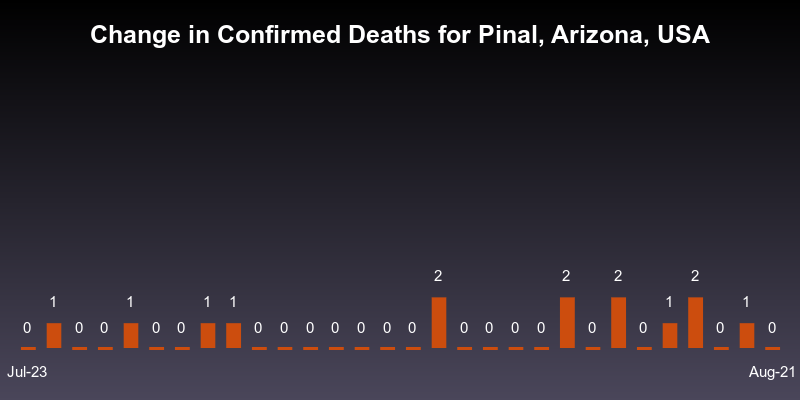 Change in Confirmed Deaths for Pinal, Arizona, USA
0 1 0 0 1 0 0 1 1 0 0 0 0 0 0 0 2 0 0 0 0 2 0 2 0 1 2 0 1 0
Jul-23 Aug-21